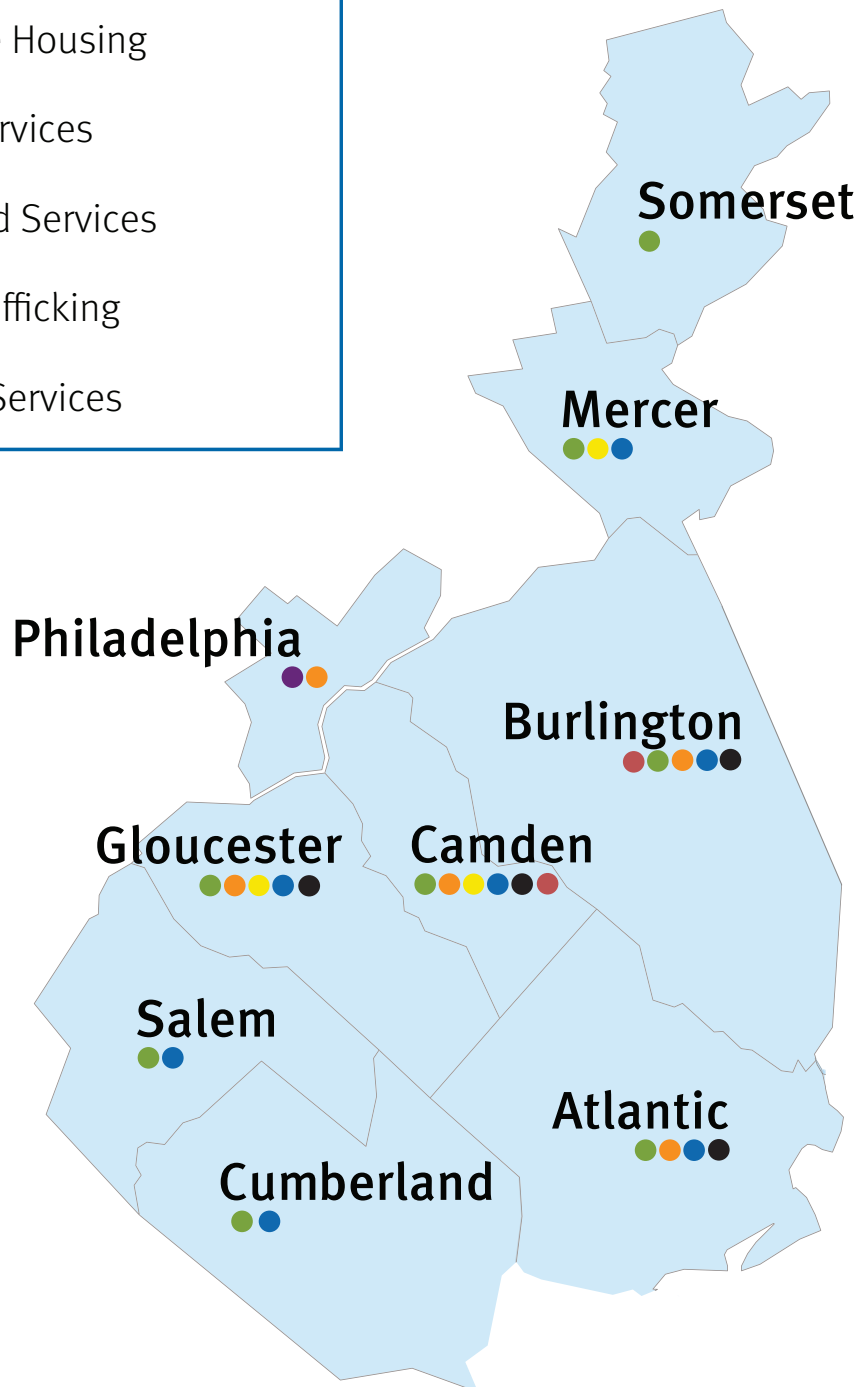 Housing
rvices
d Services
fficking
Services
Somerset
Mercer
Philadelphia
Burlington
Gloucester
Camden
Salem
Atlantic
Cumberland